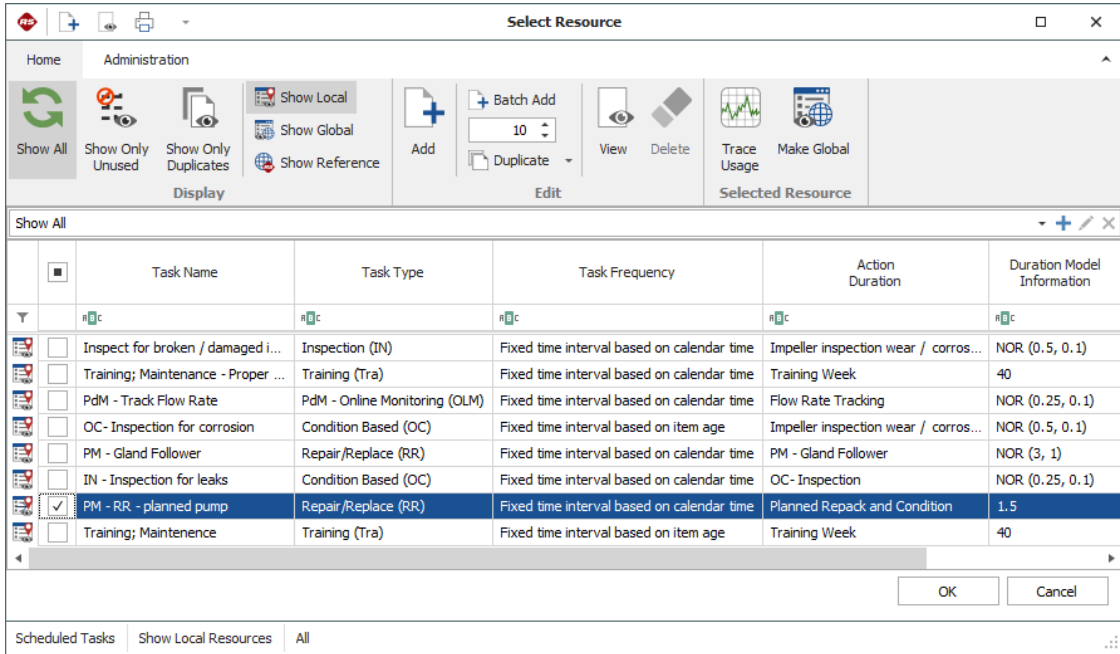 RS
Select Resource
Home Administration
Show All
Show Only Unused
Show Only Duplicates
Show Local
Show Global
Show Reference
Display
Add
Batch Add
10
Duplicate
View
Delete
Edit
Trace Usage
Make Global
Selected Resource
Show All
Task Name Task Type Task Frequency Action Duration Duration Model Information
ABC ABC ABC ABC ABC
Inspect for broken / damaged i... Inspection (IN) Fixed time interval based on calendar time Impeller inspection wear / corros... NOR (0.5, 0.1)
Training; Maintenance - Proper ... Training (Tra) Fixed time interval based on calendar time Training Week 40
PdM - Track Flow Rate PdM - Online Monitoring (OLM) Fixed time interval based on calendar time Flow Rate Tracking NOR (0.25, 0.1)
OC- Inspection for corrosion Condition Based (OC) Fixed time interval based on item age Impeller inspection wear / corros... NOR (0.5, 0.1)
PM - Gland Follower Repair/Replace (RR) Fixed time interval based on calendar time PM - Gland Follower NOR (3, 1)
IN - Inspection for leaks Condition Based (OC) Fixed time interval based on calendar time OC- Inspection NOR (0.25, 0.1)
PM - RR - planned pump Repair/Replace (RR) Fixed time interval based on calendar time Planned Repack and Condition 1.5
Training; Maintenence Training (Tra) Fixed time interval based on item age Training Week 40
OK Cancel
Scheduled Tasks Show Local Resources All